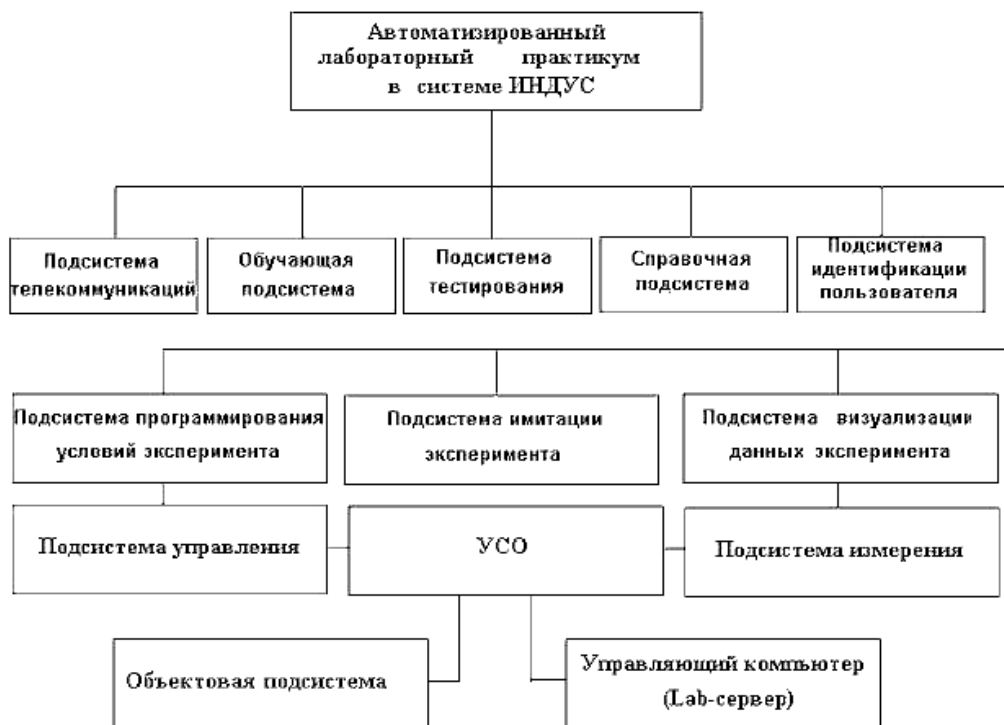 Автоматизированный
лабораторный практикум
в системе ИНДУС
Подсистема
телекоммуникаций
Обучающая
подсистема
Подсистема
тестирования
Справочная
подсистема
Подсистема
идентификации
пользователя
Подсистема программирования
условий эксперимента
Подсистема имитации
эксперимента
Подсистема визуализации
данных эксперимента
Подсистема управления
УСО
Подсистема измерения
Объектовая подсистема
Управляющий компьютер
(Lab-сервер)